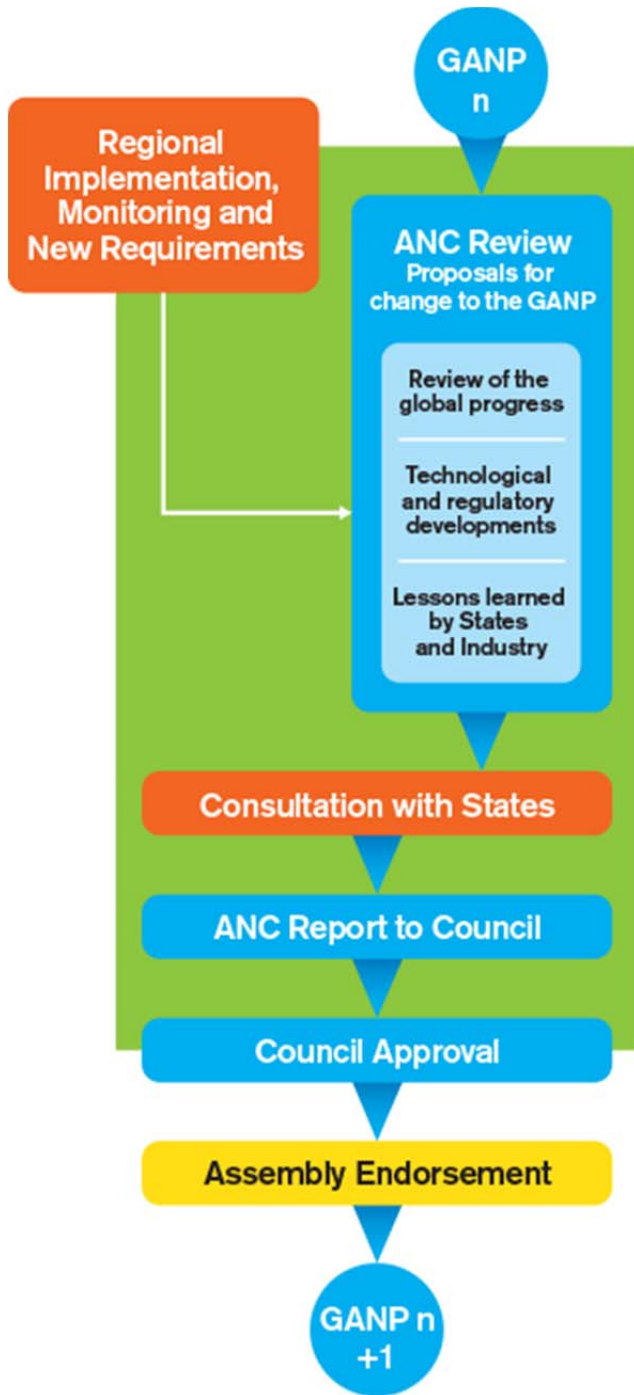 GANP
n
Regional
Implementation,
Monitoring and
New Requirements
ANC Review
Proposals for
change to the GANP
Review of the
global progress
Technological
and regulatory
developments
Lessons learned
by States
and Industry
Consultation with States
ANC Report to Council
Council Approval
Assembly Endorsement
GANP n
+1